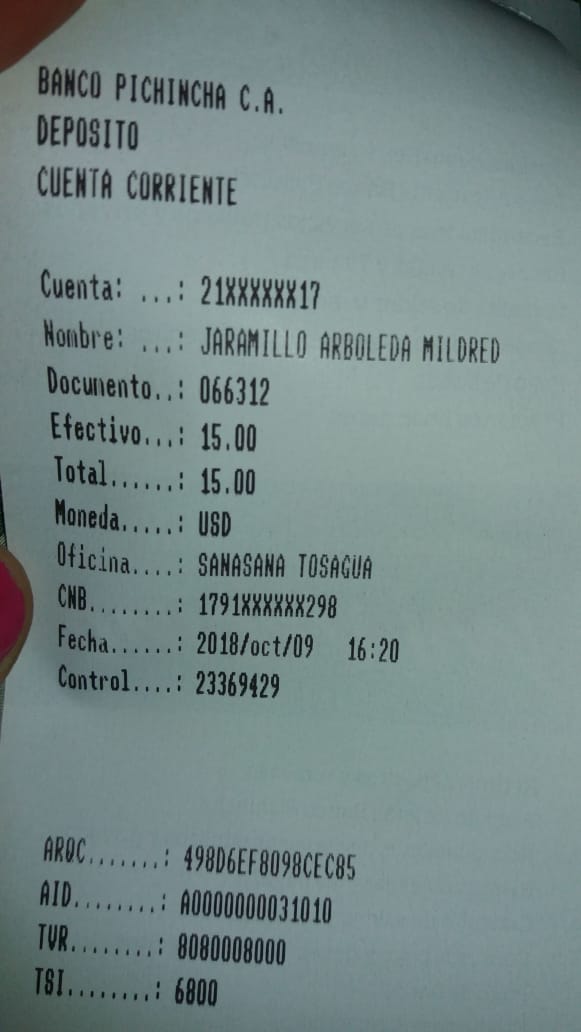 BANCO PICHINCHA C.A.
DEPOSITO
CUENTA CORRIENTE
Cuenta: ...: 21XXXXXX17
Nombre: ...: JARAMILLO ARBOLEDA MILDRED
Documento..: 066312
Efectivo...: 15.00
Total......: 15.00
Moneda.....: USD
Oficina....: SANASANA TOSAGUA
CNB........: 1791XXXXXX298
Fecha......: 2018/oct/09 16:20
Control....: 23369429
ARQC.......: 498D6EF8098CEC85
AID........: A0000000031010
TVR........: 8080008000
TSI........: 6800